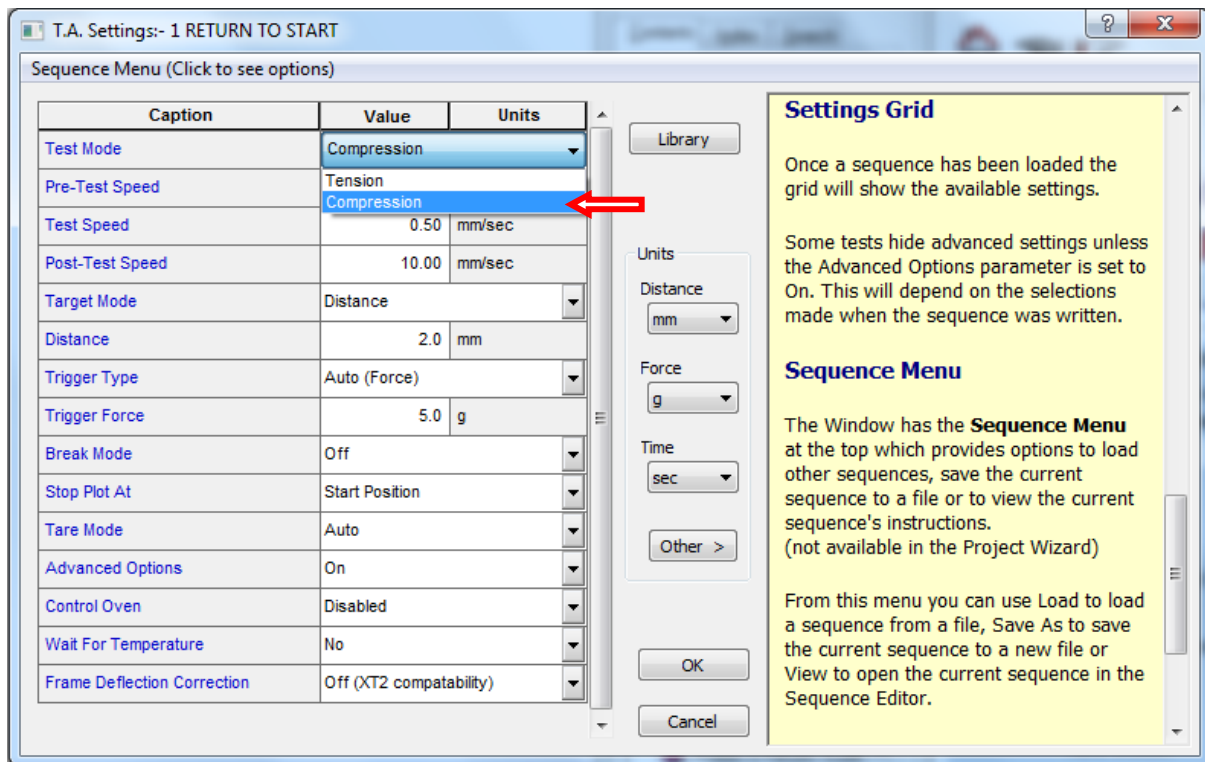 T.A. Settings:- 1 RETURN TO START
Sequence Menu (Click to see options)
Caption Value Units
Test Mode Compression
Pre-Test Speed
Tension
Compression
Test Speed 0.50 mm/sec
Post-Test Speed 10.00 mm/sec
Target Mode Distance
Distance 2.0 mm
Trigger Type Auto (Force)
Trigger Force 5.0 g
Break Mode Off
Stop Plot At Start Position
Tare Mode Auto
Advanced Options On
Control Oven Disabled
Wait For Temperature No
Frame Deflection Correction Off (XT2 compatability)
Library
Units
Distance
mm
Force
g
Time
sec
Other >
OK
Cancel
Settings Grid
Once a sequence has been loaded the
grid will show the available settings.
Some tests hide advanced settings unless
the Advanced Options parameter is set to
On. This will depend on the selections
made when the sequence was written.
Sequence Menu
The Window has the Sequence Menu
at the top which provides options to load
other sequences, save the current
sequence to a file or to view the current
sequence's instructions.
(not available in the Project Wizard)
From this menu you can use Load to load
a sequence from a file, Save As to save
the current sequence to a new file or
View to open the current sequence in the
Sequence Editor.